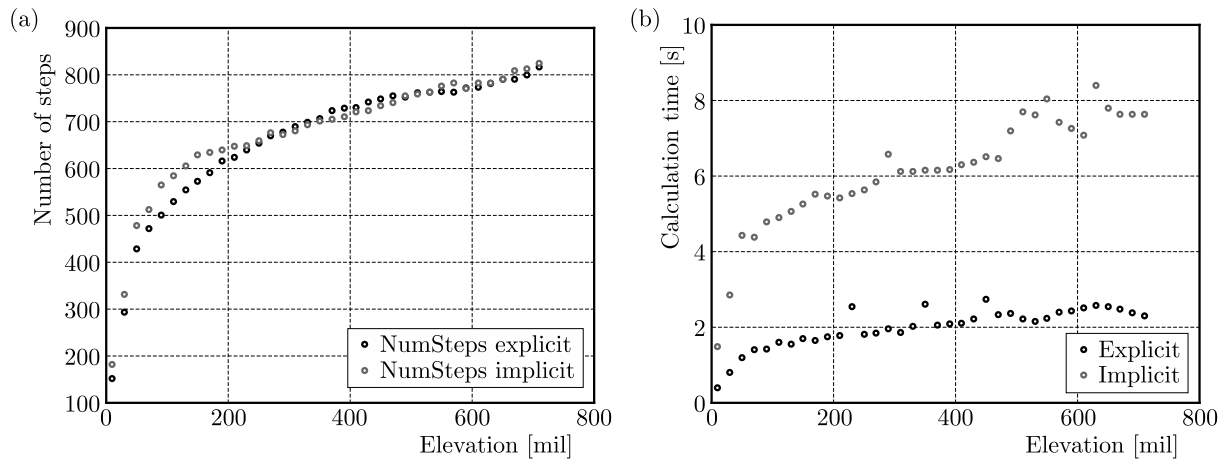 (a)
900
800
700
600
500
400
300
200
100
Number of steps
NumSteps explicit
NumSteps implicit
0
200
400
600
800
Elevation [mil]
(b)
10
8
6
4
2
0
Calculation time [s]
Explicit
Implicit
0
200
400
600
800
Elevation [mil]